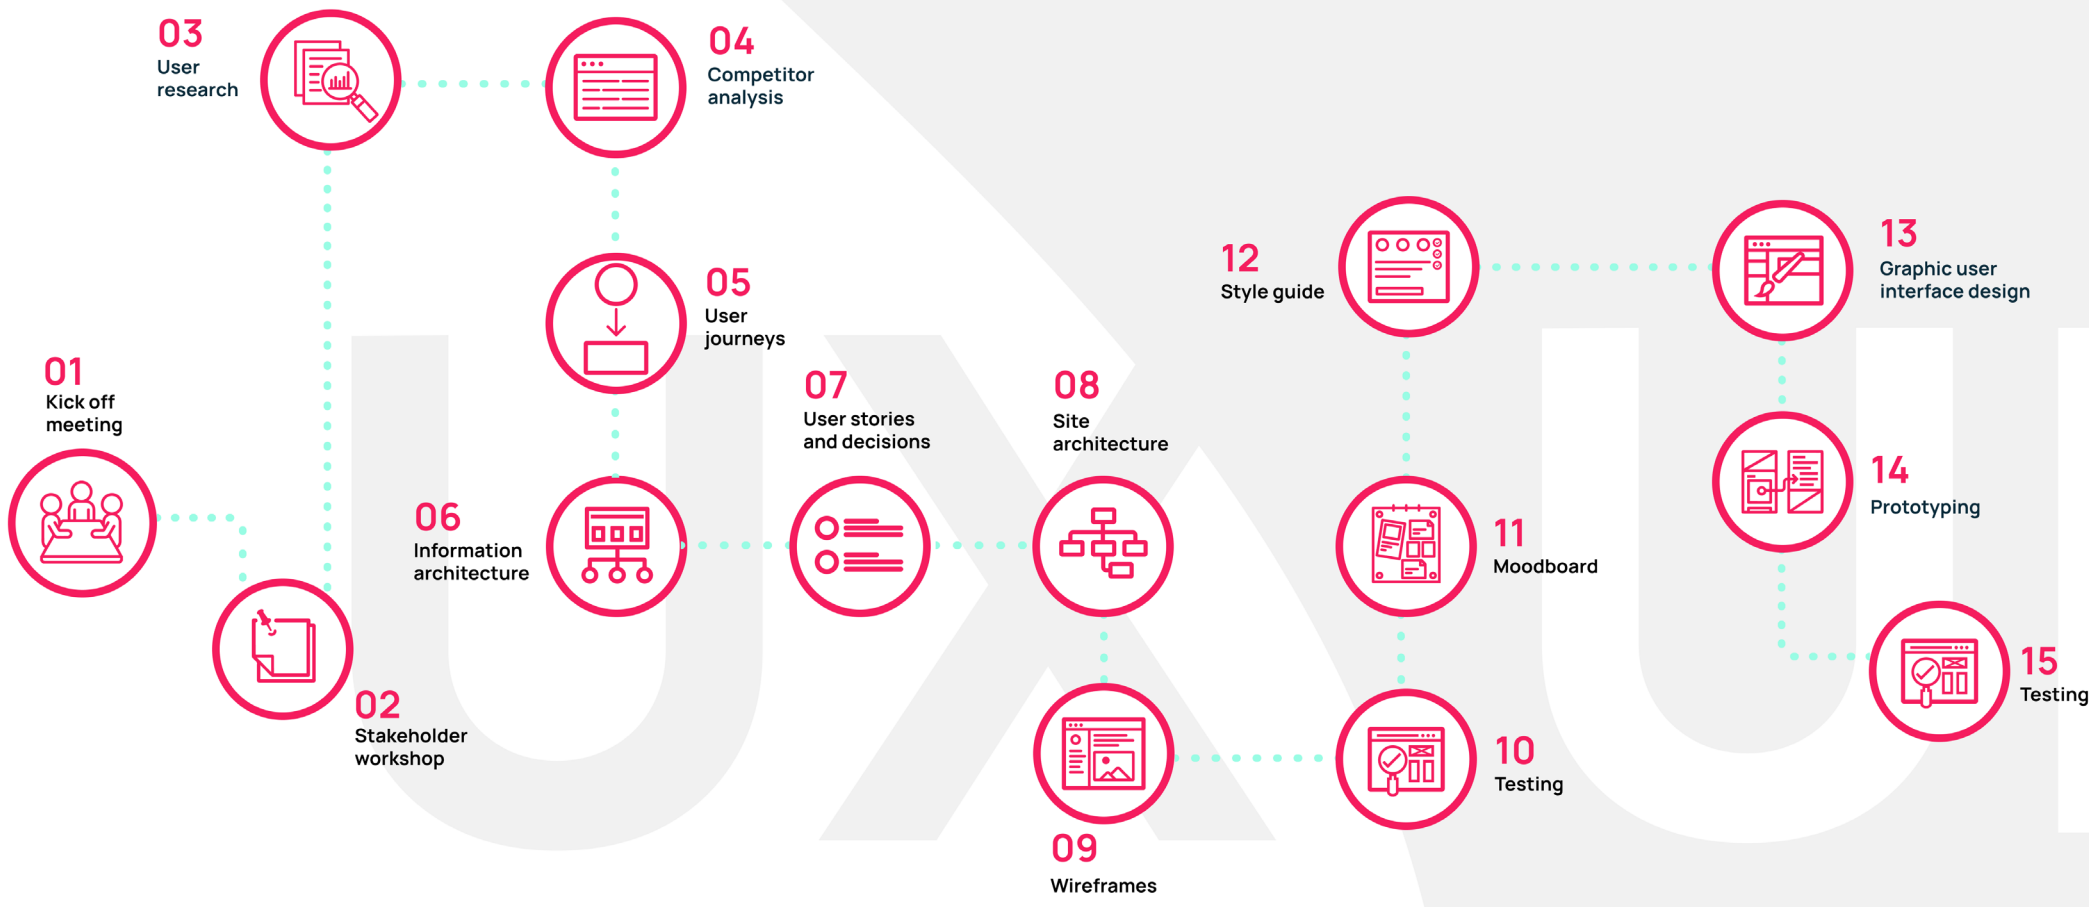 01
Kick off
meeting
02
Stakeholder
workshop
03
User
research
04
Competitor
analysis
05
User
journeys
06
Information
architecture
07
User stories
and decisions
08
Site
architecture
09
Wireframes
10
Testing
11
Moodboard
12
Style guide
13
Graphic user
interface design
14
Prototyping
15
Testing
UX
UI